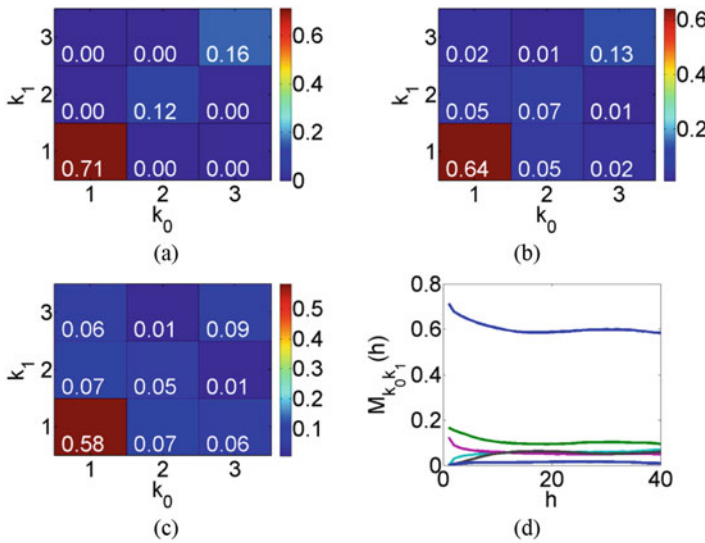 3 0.00 0.00 0.16
k₁ 2 0.00 0.12 0.00
1 0.71 0.00 0.00
1 2 3
k₀
0.6
0.4
0.2
0
(a)
3 0.02 0.01 0.13
k₁ 2 0.05 0.07 0.01
1 0.64 0.05 0.02
1 2 3
k₀
0.6
0.4
0.2
(b)
3 0.06 0.01 0.09
k₁ 2 0.07 0.05 0.01
1 0.58 0.07 0.06
1 2 3
k₀
0.5
0.4
0.3
0.2
0.1
(c)
M_{k₀k₁}(h)
0.8
0.6
0.4
0.2
0
0 20 40
h
(d)